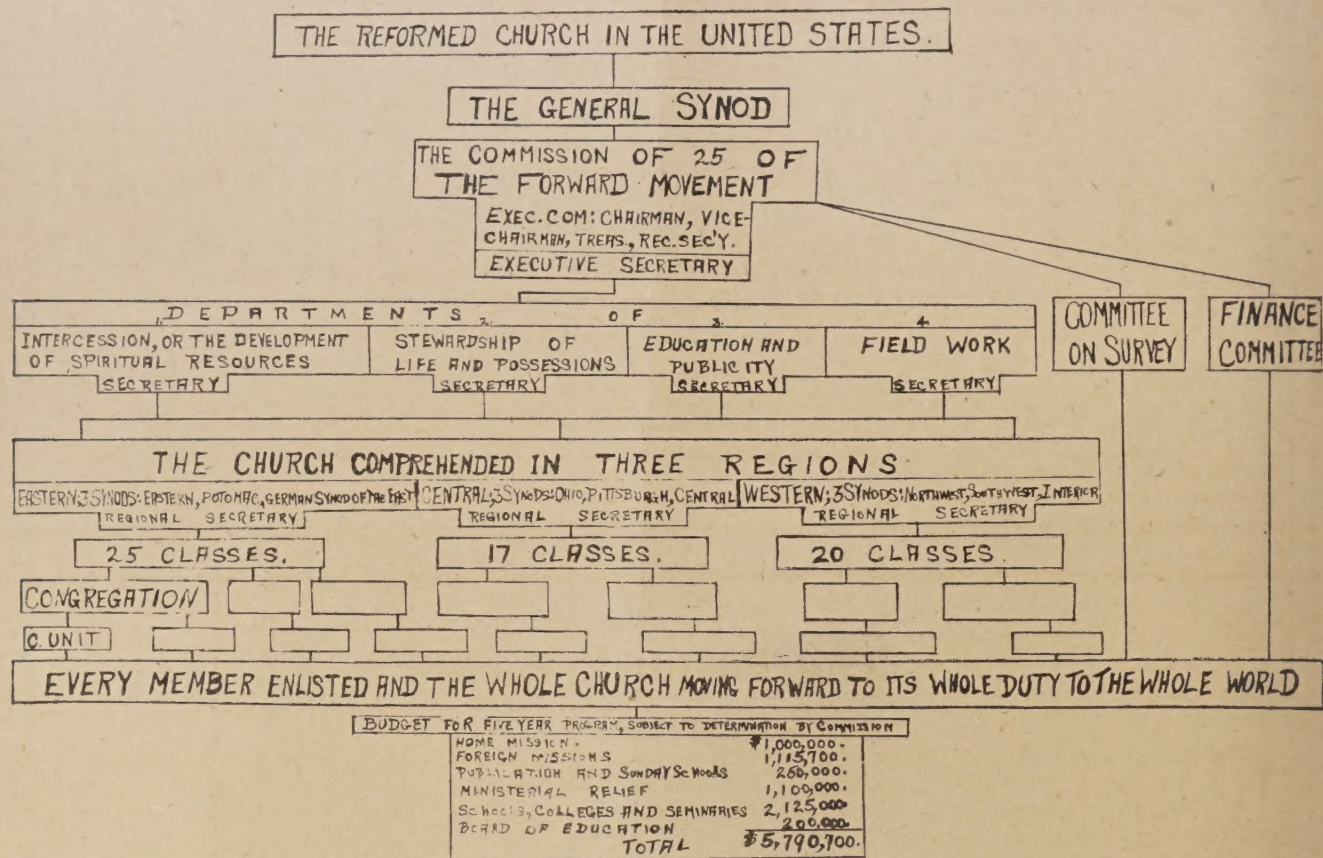 THE REFORMED CHURCH IN THE UNITED STATES.
THE GENERAL SYNOD
THE COMMISSION OF 25 OF
THE FORWARD MOVEMENT
EXEC. COM: CHAIRMAN, VICE-
CHAIRMAN, TREAS., REC. SEC'Y.
EXECUTIVE SECRETARY
DEPARTMENTS OF
1.
INTERCESSION, OR THE DEVELOPMENT
OF SPIRITUAL RESOURCES
SECRETARY
2.
STEWARDSHIP OF
LIFE AND POSSESSIONS
SECRETARY
3.
EDUCATION AND
PUBLICITY
SECRETARY
4.
FIELD WORK
SECRETARY
COMMITTEE
ON SURVEY
FINANCE
COMMITTEE
THE CHURCH COMPREHENDED IN THREE REGIONS
EASTERN; 3 SYNODS: EASTERN, POTOMAC, GERMAN SYNOD OF THE EAST
REGIONAL SECRETARY
CENTRAL; 3 SYNODS: OHIO, PITTSBURGH, CENTRAL
REGIONAL SECRETARY
WESTERN; 3 SYNODS: NORTHWEST, SOUTHWEST, INTERIOR
REGIONAL SECRETARY
25 CLASSES.
17 CLASSES.
20 CLASSES.
CONGREGATION
C. UNIT
EVERY MEMBER ENLISTED AND THE WHOLE CHURCH MOVING FORWARD TO ITS WHOLE DUTY TO THE WHOLE WORLD
BUDGET FOR FIVE YEAR PROGRAM, SUBJECT TO DETERMINATION BY COMMISSION
HOME MISSIONS $1,000,000.
FOREIGN MISSIONS 1,115,700.
PUBLICATION AND SUNDAY SCHOOLS 250,000.
MINISTERIAL RELIEF 1,100,000.
SCHOOLS, COLLEGES AND SEMINARIES 2,125,000.
BOARD OF EDUCATION 200,000.
TOTAL $5,790,700.